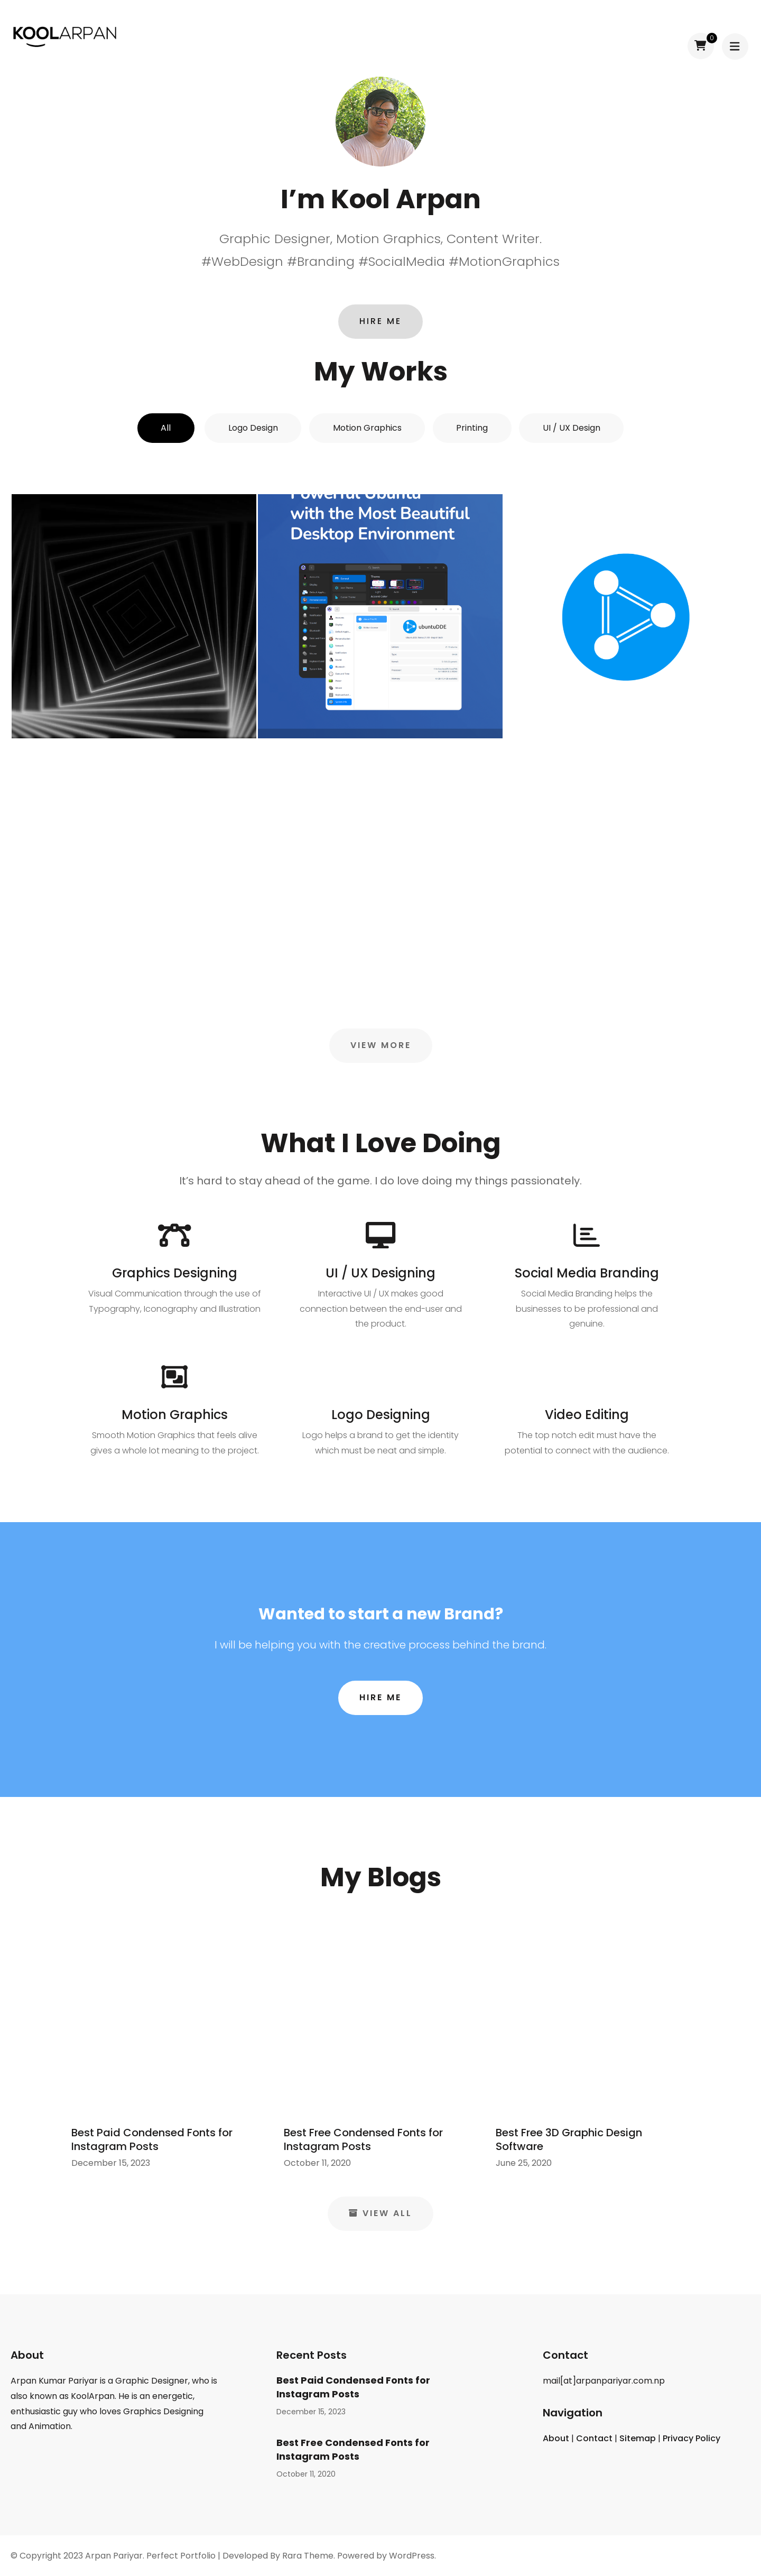 KOOLARPAN
0
I’m Kool Arpan
Graphic Designer, Motion Graphics, Content Writer.
#WebDesign #Branding #SocialMedia #MotionGraphics
HIRE ME
My Works
All
Logo Design
Motion Graphics
Printing
UI / UX Design
Powerful Ubuntu
with the Most Beautiful
Desktop Environment
ubuntuDDE
VIEW MORE
What I Love Doing
It’s hard to stay ahead of the game. I do love doing my things passionately.
Graphics Designing
Visual Communication through the use of
Typography, Iconography and Illustration
UI / UX Designing
Interactive UI / UX makes good
connection between the end-user and
the product.
Social Media Branding
Social Media Branding helps the
businesses to be professional and
genuine.
Motion Graphics
Smooth Motion Graphics that feels alive
gives a whole lot meaning to the project.
Logo Designing
Logo helps a brand to get the identity
which must be neat and simple.
Video Editing
The top notch edit must have the
potential to connect with the audience.
Wanted to start a new Brand?
I will be helping you with the creative process behind the brand.
HIRE ME
My Blogs
Best Paid Condensed Fonts for
Instagram Posts
December 15, 2023
Best Free Condensed Fonts for
Instagram Posts
October 11, 2020
Best Free 3D Graphic Design
Software
June 25, 2020
VIEW ALL
About
Arpan Kumar Pariyar is a Graphic Designer, who is
also known as KoolArpan. He is an energetic,
enthusiastic guy who loves Graphics Designing
and Animation.
Recent Posts
Best Paid Condensed Fonts for
Instagram Posts
December 15, 2023
Best Free Condensed Fonts for
Instagram Posts
October 11, 2020
Contact
mail[at]arpanpariyar.com.np
Navigation
About | Contact | Sitemap | Privacy Policy
© Copyright 2023 Arpan Pariyar. Perfect Portfolio | Developed By Rara Theme. Powered by WordPress.